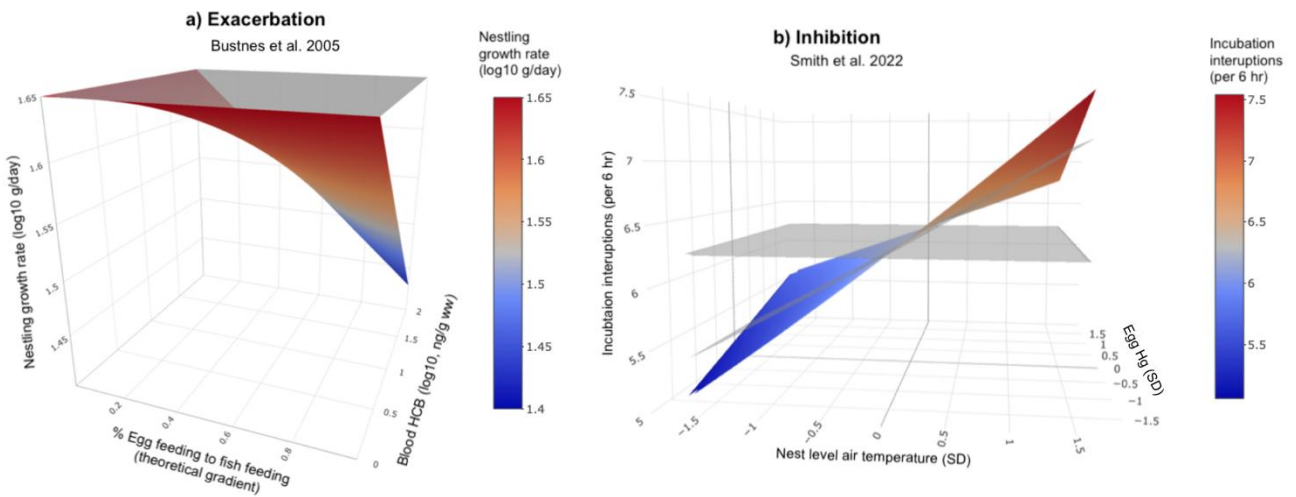 a) Exacerbation
Bustnes et al. 2005
Nestling
growth rate
(log10 g/day)
1.65
1.6
1.55
1.5
1.45
1.4
Nestling growth rate (log10 g/day)
1.65
1.6
1.55
1.5
1.45
0.2
0.4
0.6
0.8
% Egg feeding to fish feeding
(theoretical gradient)
2
1.5
1
0.5
0
Blood HCB (log10, ng/g ww)
b) Inhibition
Smith et al. 2022
Incubation
interuptions
(per 6 hr)
7.5
7
6.5
6
5.5
Incubtaion interuptions (per 6 hr)
7.5
7
6.5
6
5.5
5
−1.5
−1
−0.5
0
0.5
1
1.5
Nest level air temperature (SD)
1.5
1
0.5
0
−0.5
−1
−1.5
Egg Hg (SD)